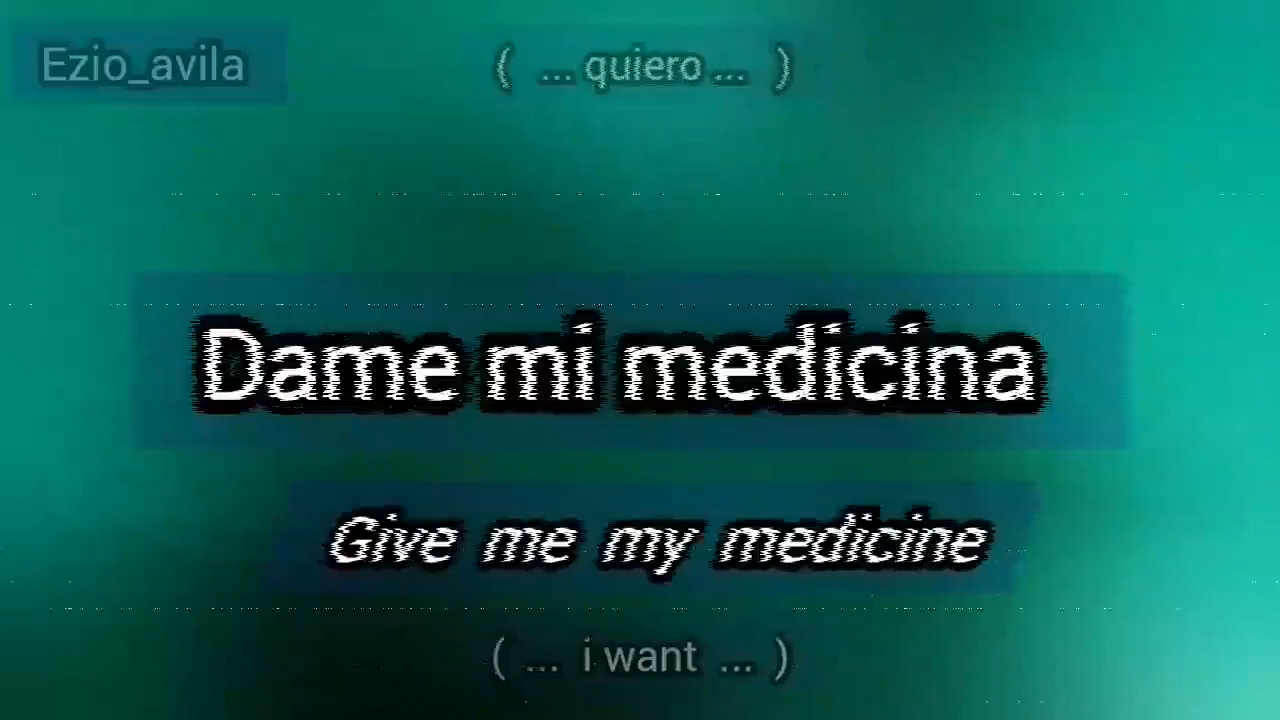 Ezio_avila
( ... quiero ... )
Dame mi medicina
Give me my medicine
( ... i want ... )